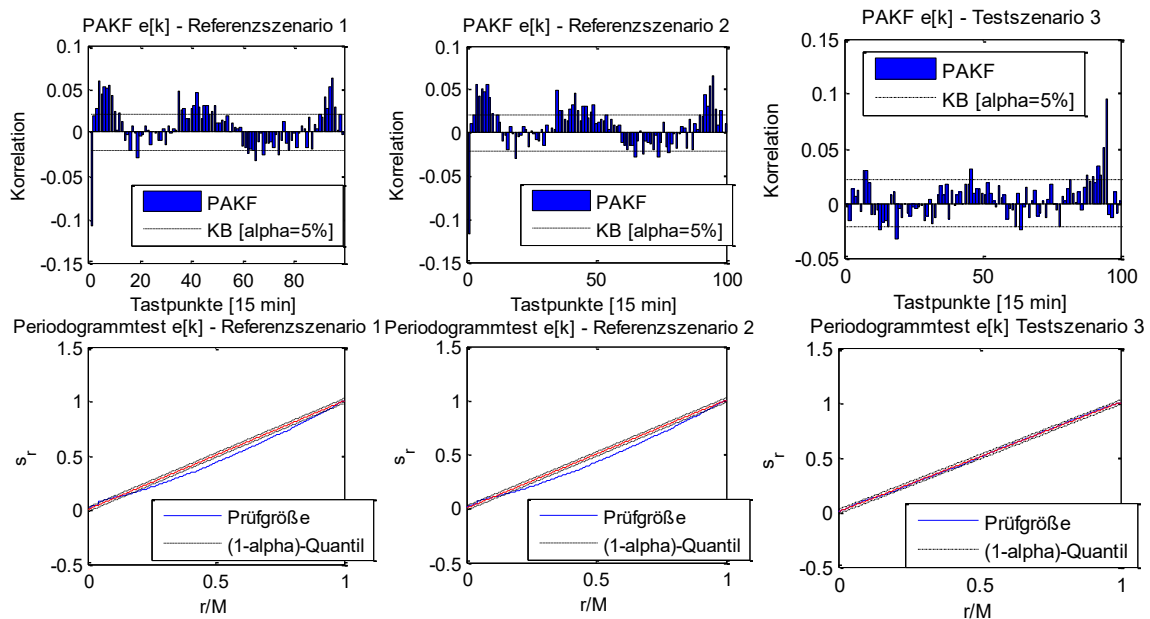 PAKF e[k] - Referenzszenario 1
0.1
0.05
0
-0.05
-0.1
-0.15
Korrelation
PAKF
KB [alpha=5%]
0 20 40 60 80
Tastpunkte [15 min]
PAKF e[k] - Referenzszenario 2
0.1
0.05
0
-0.05
-0.1
-0.15
Korrelation
PAKF
KB [alpha=5%]
0 50 100
Tastpunkte [15 min]
PAKF e[k] - Testszenario 3
0.15
0.1
0.05
0
-0.05
Korrelation
PAKF
KB [alpha=5%]
0 50 100
Tastpunkte [15 min]
Periodogrammtest e[k] - Referenzszenario 1
1.5
1
0.5
0
-0.5
s_r
Prüfgröße
(1-alpha)-Quantil
0 0.5 1
r/M
Periodogrammtest e[k] - Referenzszenario 2
1.5
1
0.5
0
-0.5
s_r
Prüfgröße
(1-alpha)-Quantil
0 0.5 1
r/M
Periodogrammtest e[k] Testszenario 3
1.5
1
0.5
0
-0.5
s_r
Prüfgröße
(1-alpha)-Quantil
0 0.5 1
r/M